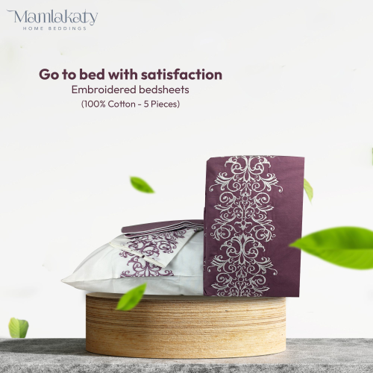 Mamlakaty
HOME BEDDINGS
Go to bed with satisfaction
Embroidered bedsheets
(100% Cotton - 5 Pieces)